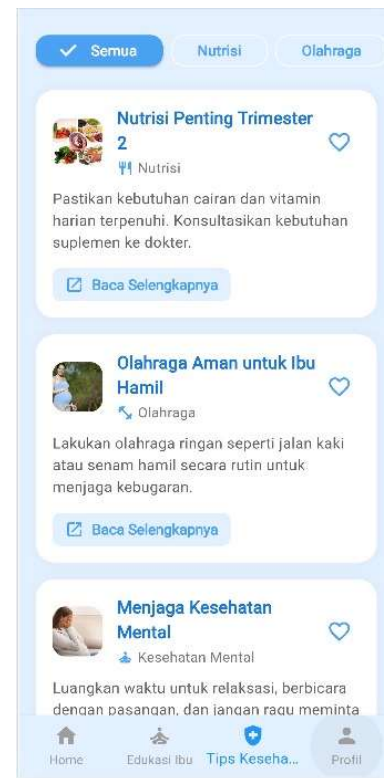 Semua Nutrisi Olahraga
Nutrisi Penting Trimester
2
Nutrisi
Pastikan kebutuhan cairan dan vitamin
harian terpenuhi. Konsultasikan kebutuhan
suplemen ke dokter.
Baca Selengkapnya
Olahraga Aman untuk Ibu
Hamil
Olahraga
Lakukan olahraga ringan seperti jalan kaki
atau senam hamil secara rutin untuk
menjaga kebugaran.
Baca Selengkapnya
Menjaga Kesehatan
Mental
Kesehatan Mental
Luangkan waktu untuk relaksasi, berbicara
dengan pasangan, dan jangan ragu meminta
Home Edukasi Ibu Tips Keseha... Profil